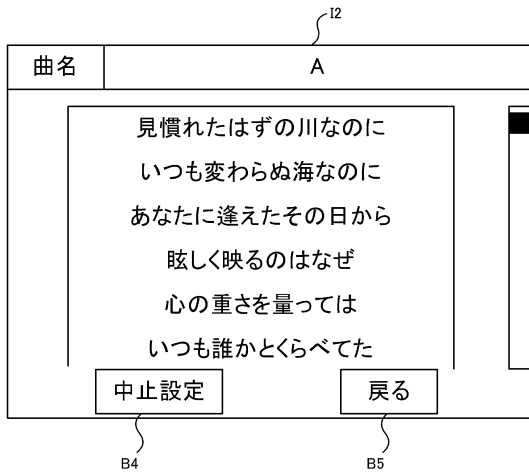 I2
曲名 A
見慣れたはずの川なのに
いつも変わらぬ海なのに
あなたに逢えたその日から
眩しく映るのはなぜ
心の重さを量っては
いつも誰かとくらべてた
中止設定 戻る
B4 B5